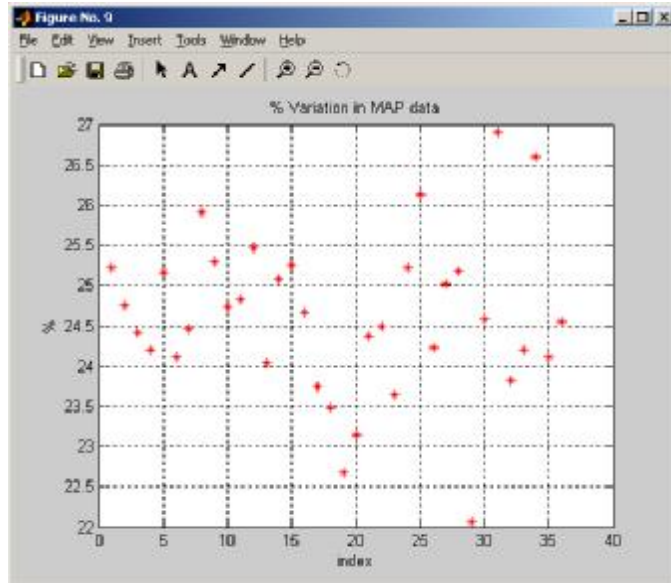 Figure No. 9
File Edit View Insert Tools Window Help
A
% Variation in MAP data
27
26.5
26
25.5
25
24.5
24
23.5
23
22.5
22
%
0 5 10 15 20 25 30 35 40
index